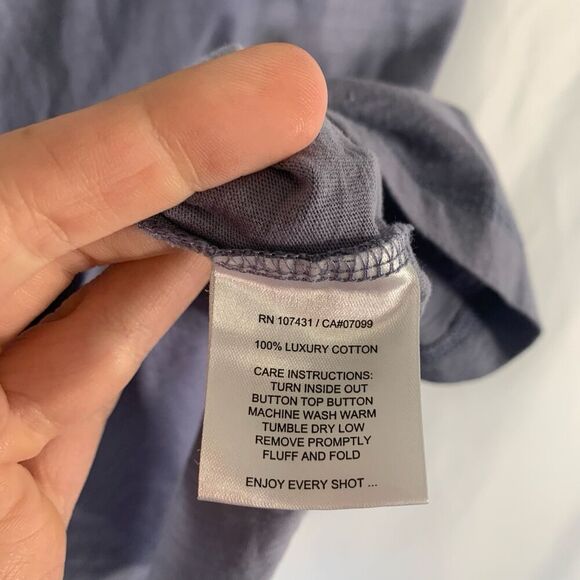 RN 107431 / CA#07099
100% LUXURY COTTON
CARE INSTRUCTIONS:
TURN INSIDE OUT
BUTTON TOP BUTTON
MACHINE WASH WARM
TUMBLE DRY LOW
REMOVE PROMPTLY
FLUFF AND FOLD
ENJOY EVERY SHOT ...